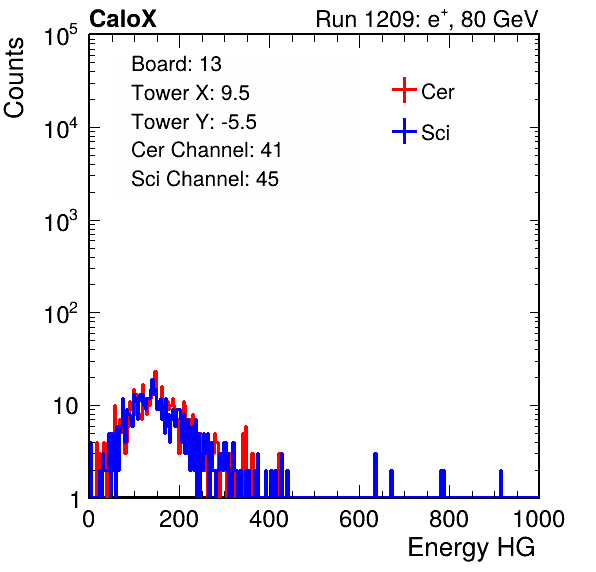 CaloX Run 1209: e⁺, 80 GeV
Counts
Board: 13
Tower X: 9.5
Tower Y: -5.5
Cer Channel: 41
Sci Channel: 45
Cer
Sci
10⁵
10⁴
10³
10²
10
1
0 200 400 600 800 1000
Energy HG